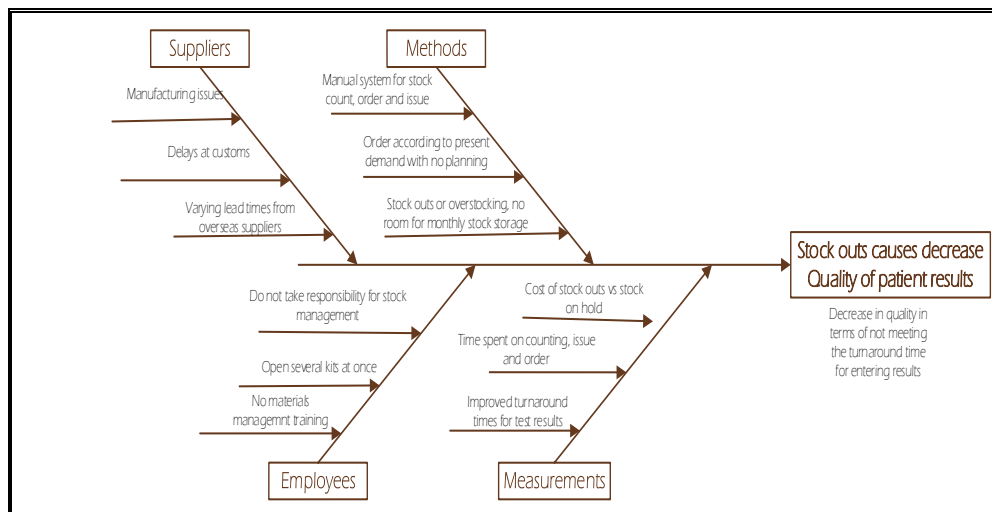 Suppliers
Methods
Manufacturing issues
Delays at customs
Varying lead times from
overseas suppliers
Manual system for stock
count, order and issue
Order according to present
demand with no planning
Stock outs or overstocking, no
room for monthly stock storage
Stock outs causes decrease
Quality of patient results
Decrease in quality in
terms of not meeting
the turnaround time
for entering results
Do not take responsibility for stock
management
Open several kits at once
No materials
managemnt training
Cost of stock outs vs stock
on hold
Time spent on counting, issue
and order
Improved turnaround
times for test results
Employees
Measurements